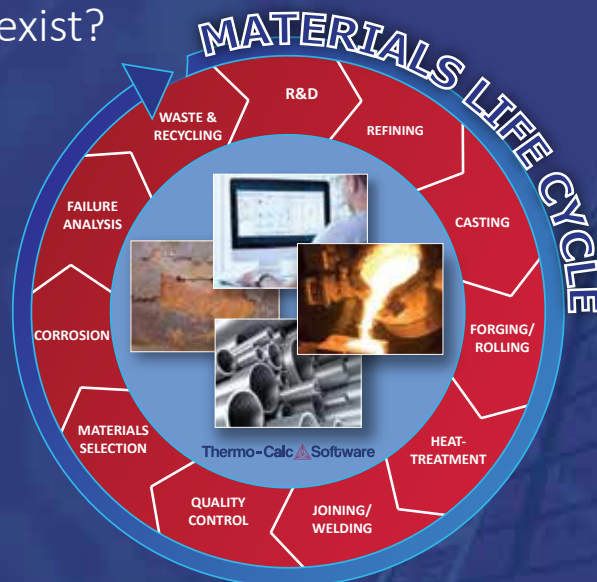 exist?
MATERIALS LIFE CYCLE
R&D
REFINING
CASTING
FORGING/
ROLLING
HEAT-
TREATMENT
JOINING/
WELDING
QUALITY
CONTROL
MATERIALS
SELECTION
CORROSION
FAILURE
ANALYSIS
WASTE &
RECYCLING
Thermo-Calc Software